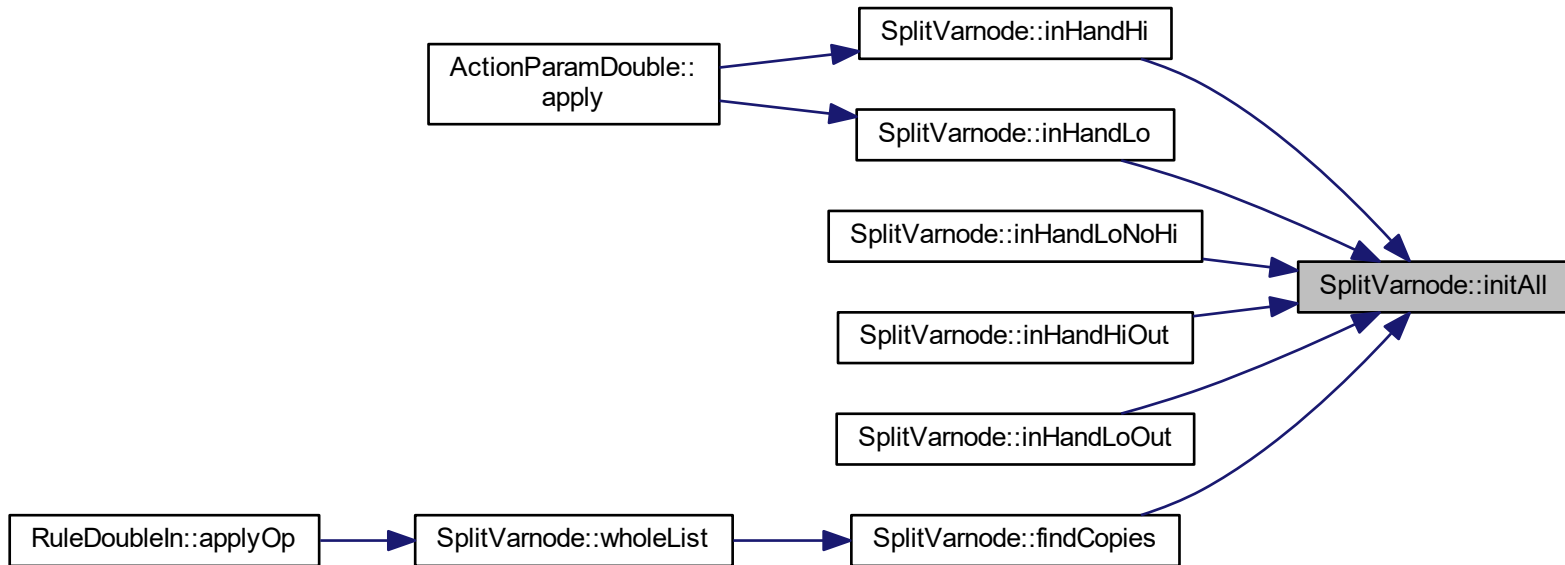 SplitVarnode::inHandHi
ActionParamDouble::
apply
SplitVarnode::inHandLo
SplitVarnode::inHandLoNoHi
SplitVarnode::initAll
SplitVarnode::inHandHiOut
SplitVarnode::inHandLoOut
RuleDoubleIn::applyOp
SplitVarnode::wholeList
SplitVarnode::findCopies